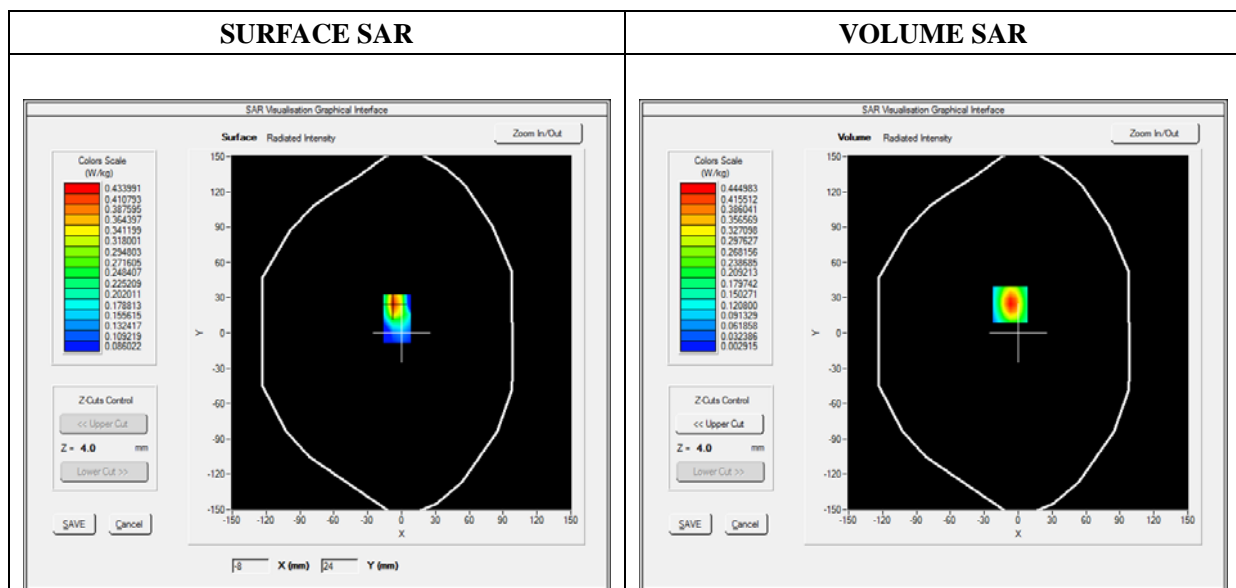 SURFACE SAR
VOLUME SAR
SAR Visualisation Graphical Interface
Surface Radiated Intensity
Zoom In/Out
Colors Scale
(W/kg)
0.433991
0.410793
0.387595
0.364397
0.341199
0.318001
0.294803
0.271605
0.248407
0.225209
0.202011
0.178813
0.155615
0.132417
0.109219
0.086022
Z-Cuts Control
<< Upper Cut
Z = 4.0 mm
Lower Cut >>
SAVE Cancel
150
120
90
60
30
0
-30
-60
-90
-120
-150
Y
-150 -120 -90 -60 -30 0 30 60 90 120 150
X
-8 X (mm) 24 Y (mm)
SAR Visualisation Graphical Interface
Volume Radiated Intensity
Zoom In/Out
Colors Scale
(W/kg)
0.444983
0.415512
0.386041
0.356569
0.327098
0.297627
0.268156
0.238685
0.209213
0.179742
0.150271
0.120800
0.091329
0.061858
0.032386
0.002915
Z-Cuts Control
<< Upper Cut
Z = 4.0 mm
Lower Cut >>
SAVE Cancel
150
120
90
60
30
0
-30
-60
-90
-120
-150
Y
-150 -120 -90 -60 -30 0 30 60 90 120 150
X